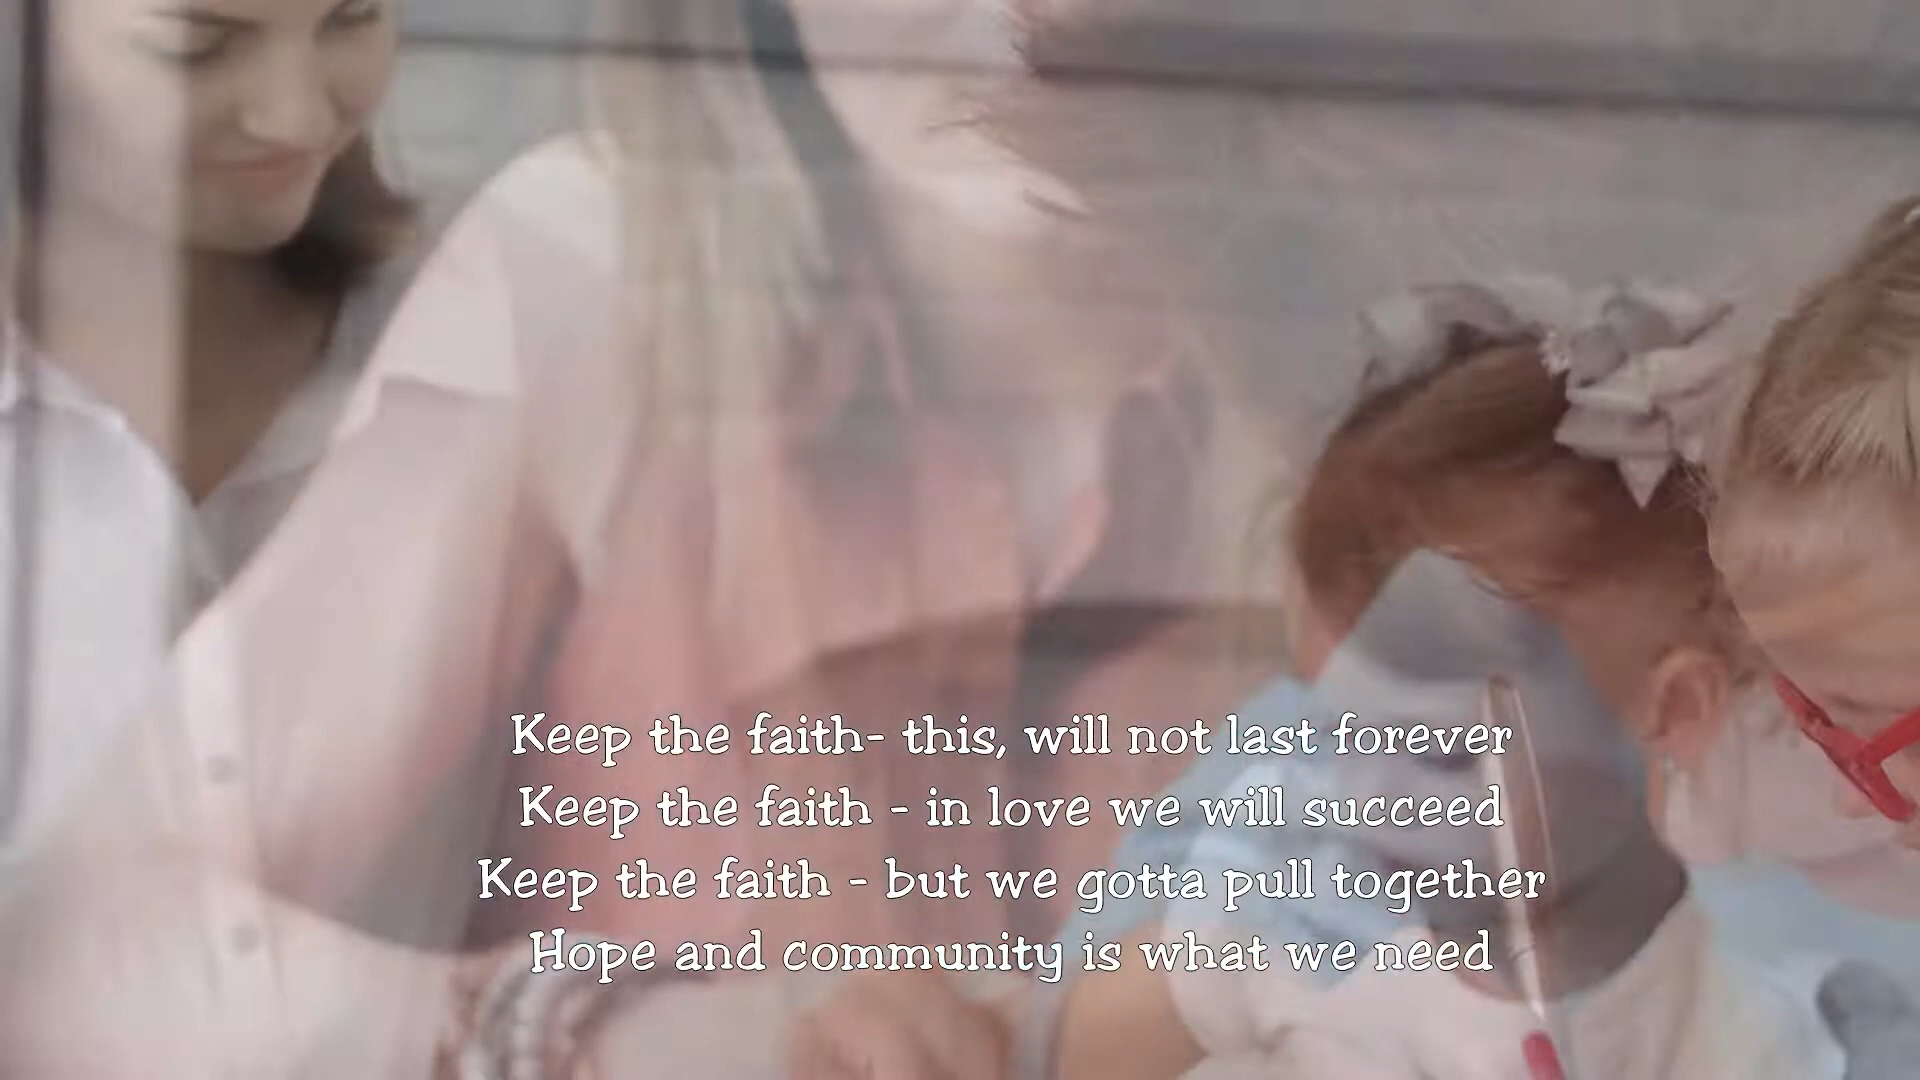 Keep the faith- this, will not last forever
Keep the faith - in love we will succeed
Keep the faith - but we gotta pull together
Hope and community is what we need